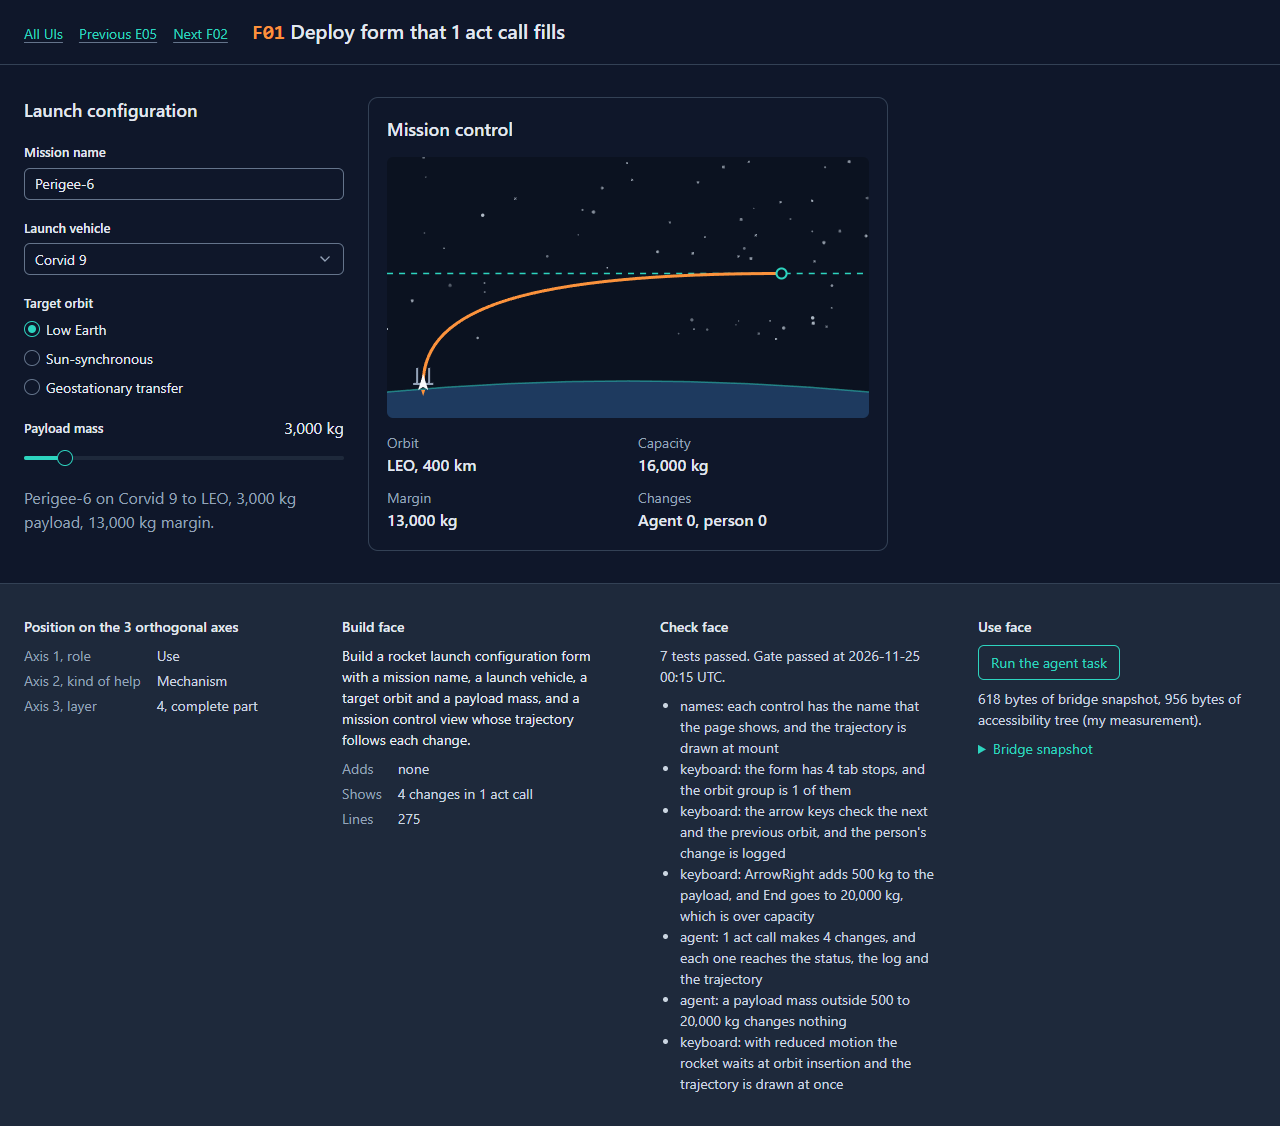 All UIs Previous E05 Next F02 F01 Deploy form that 1 act call fills
Launch configuration
Mission name
Perigee-6
Launch vehicle
Corvid 9
Target orbit
Low Earth
Sun-synchronous
Geostationary transfer
Payload mass 3,000 kg
Perigee-6 on Corvid 9 to LEO, 3,000 kg
payload, 13,000 kg margin.
Mission control
Orbit Capacity
LEO, 400 km 16,000 kg
Margin Changes
13,000 kg Agent 0, person 0
Position on the 3 orthogonal axes
Axis 1, role Use
Axis 2, kind of help Mechanism
Axis 3, layer 4, complete part
Build face
Build a rocket launch configuration form
with a mission name, a launch vehicle, a
target orbit and a payload mass, and a
mission control view whose trajectory
follows each change.
Adds none
Shows 4 changes in 1 act call
Lines 275
Check face
7 tests passed. Gate passed at 2026-11-25
00:15 UTC.
names: each control has the name that
the page shows, and the trajectory is
drawn at mount
keyboard: the form has 4 tab stops, and
the orbit group is 1 of them
keyboard: the arrow keys check the next
and the previous orbit, and the person's
change is logged
keyboard: ArrowRight adds 500 kg to the
payload, and End goes to 20,000 kg,
which is over capacity
agent: 1 act call makes 4 changes, and
each one reaches the status, the log and
the trajectory
agent: a payload mass outside 500 to
20,000 kg changes nothing
keyboard: with reduced motion the
rocket waits at orbit insertion and the
trajectory is drawn at once
Use face
Run the agent task
618 bytes of bridge snapshot, 956 bytes of
accessibility tree (my measurement).
Bridge snapshot